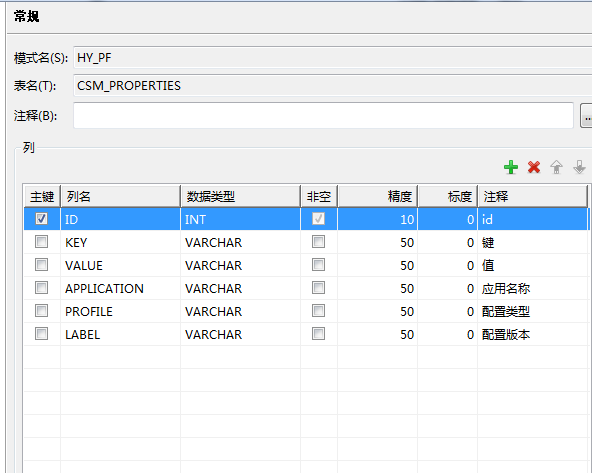 常规
模式名(S): HY_PF
表名(T): CSM_PROPERTIES
注释(B): ...
列
主键 列名 数据类型 非空 精度 标度 注释
ID INT 10 0 id
KEY VARCHAR 50 0 键
VALUE VARCHAR 50 0 值
APPLICATION VARCHAR 50 0 应用名称
PROFILE VARCHAR 50 0 配置类型
LABEL VARCHAR 50 0 配置版本